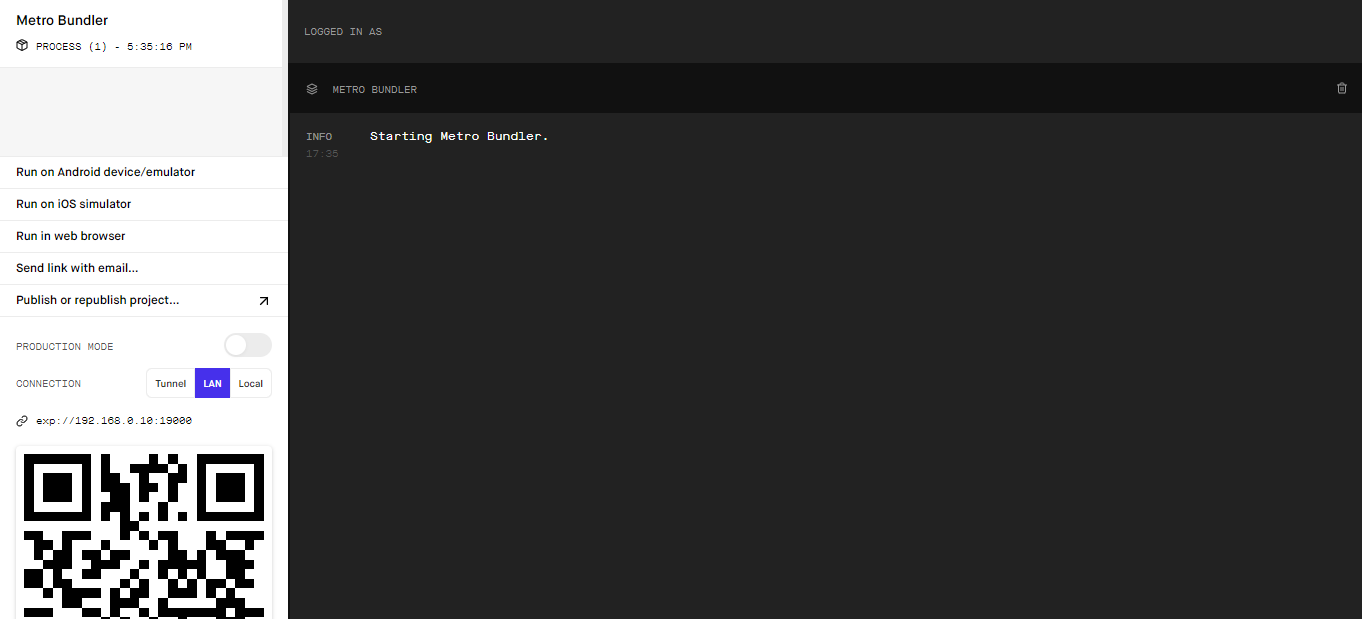 Metro Bundler
PROCESS (1) - 5:35:16 PM
Run on Android device/emulator
Run on iOS simulator
Run in web browser
Send link with email...
Publish or republish project...
PRODUCTION MODE
CONNECTION
Tunnel
LAN
Local
exp://192.168.0.10:19000
LOGGED IN AS
METRO BUNDLER
INFO
Starting Metro Bundler.
17:35